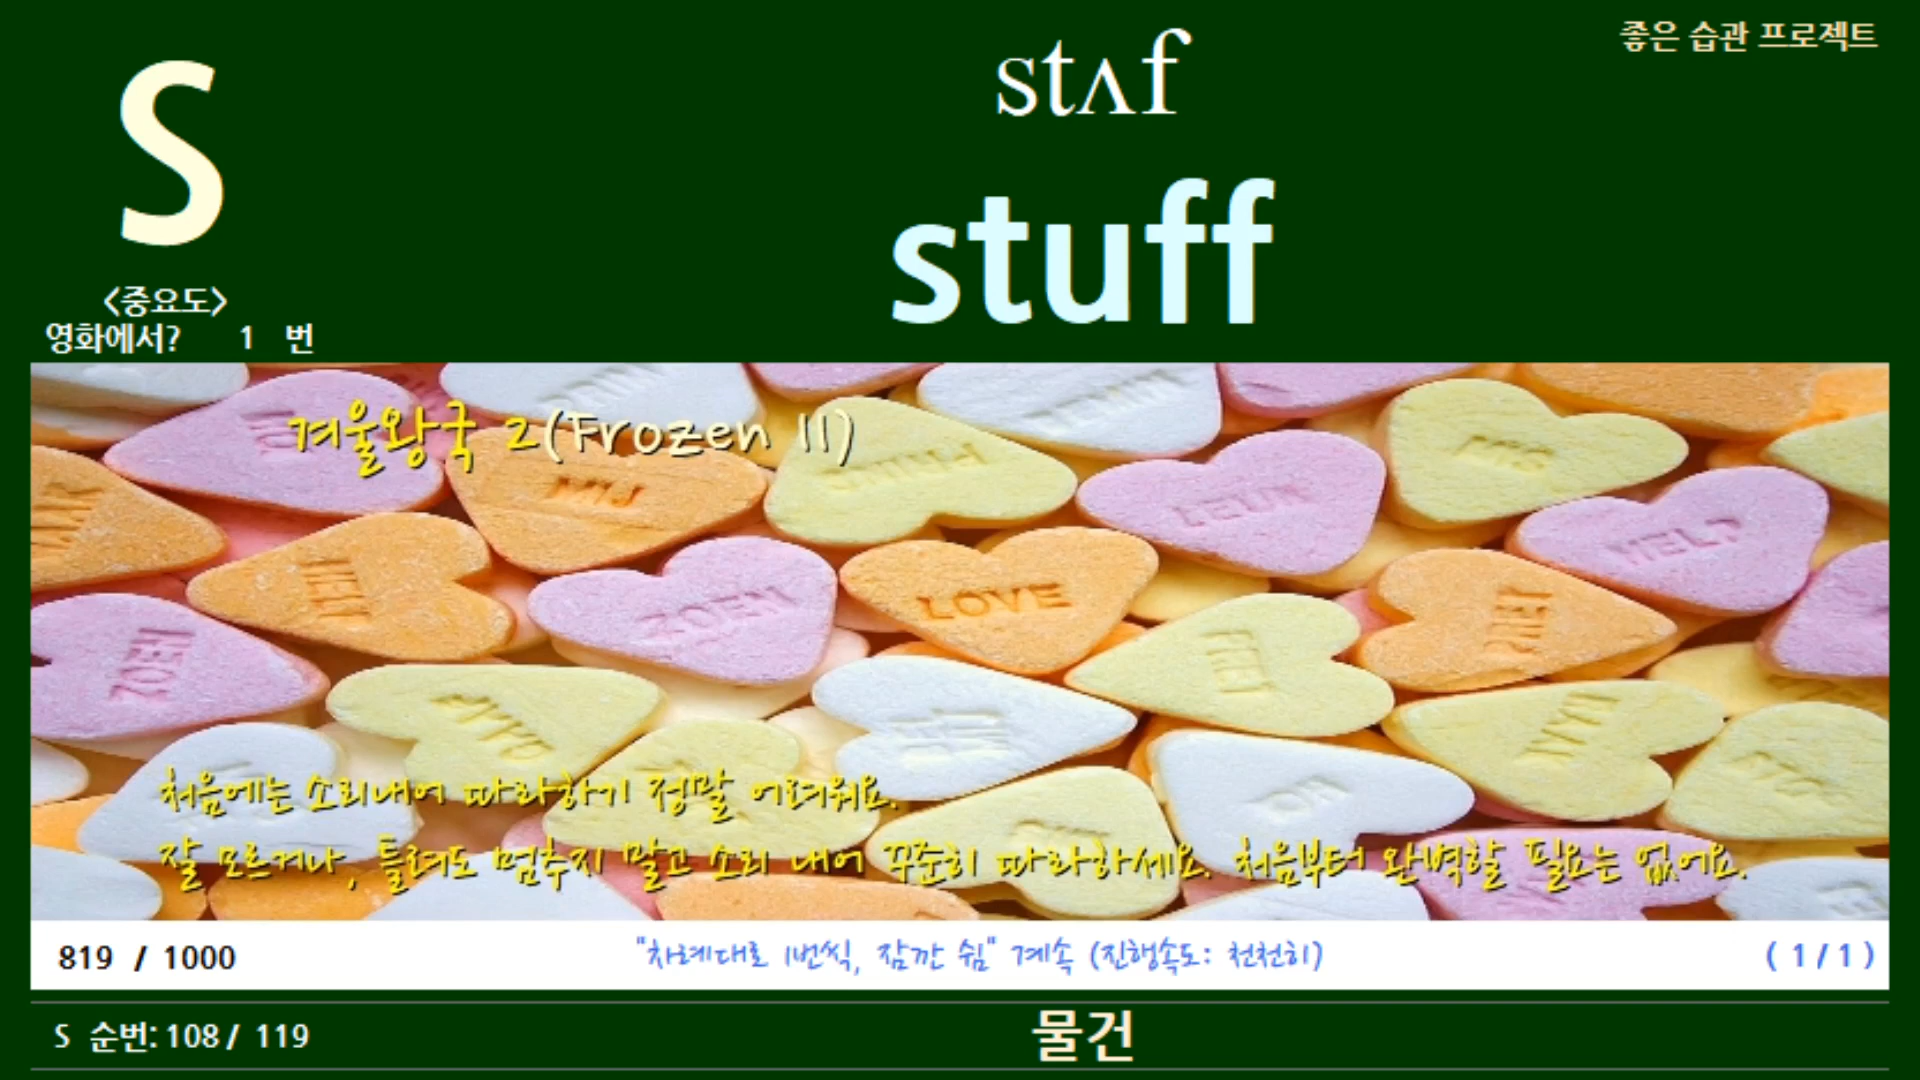 좋은 습관 프로젝트
S
stʌf
stuff
<중요도>
영화에서? 1 번
겨울왕국 2(Frozen II)
MIJ
LEUK
HELP
ZOEN
LOVE
처음에는 소리내어 따라하기 정말 어려워요.
잘 모르거나, 틀려도 멈추지 말고 소리 내어 꾸준히 따라하세요. 처음부터 완벽할 필요는 없어요.
819 / 1000
"차례대로 1번씩, 잠깐 쉼" 계속 (진행속도: 천천히)
( 1 / 1 )
S 순번: 108 / 119
물건